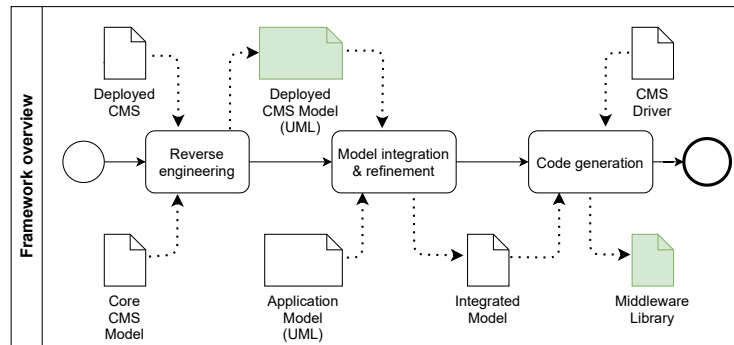 Framework overview
Deployed
CMS
Deployed
CMS Model
(UML)
CMS
Driver
Reverse
engineering
Model integration
& refinement
Code generation
Core
CMS
Model
Application
Model
(UML)
Integrated
Model
Middleware
Library